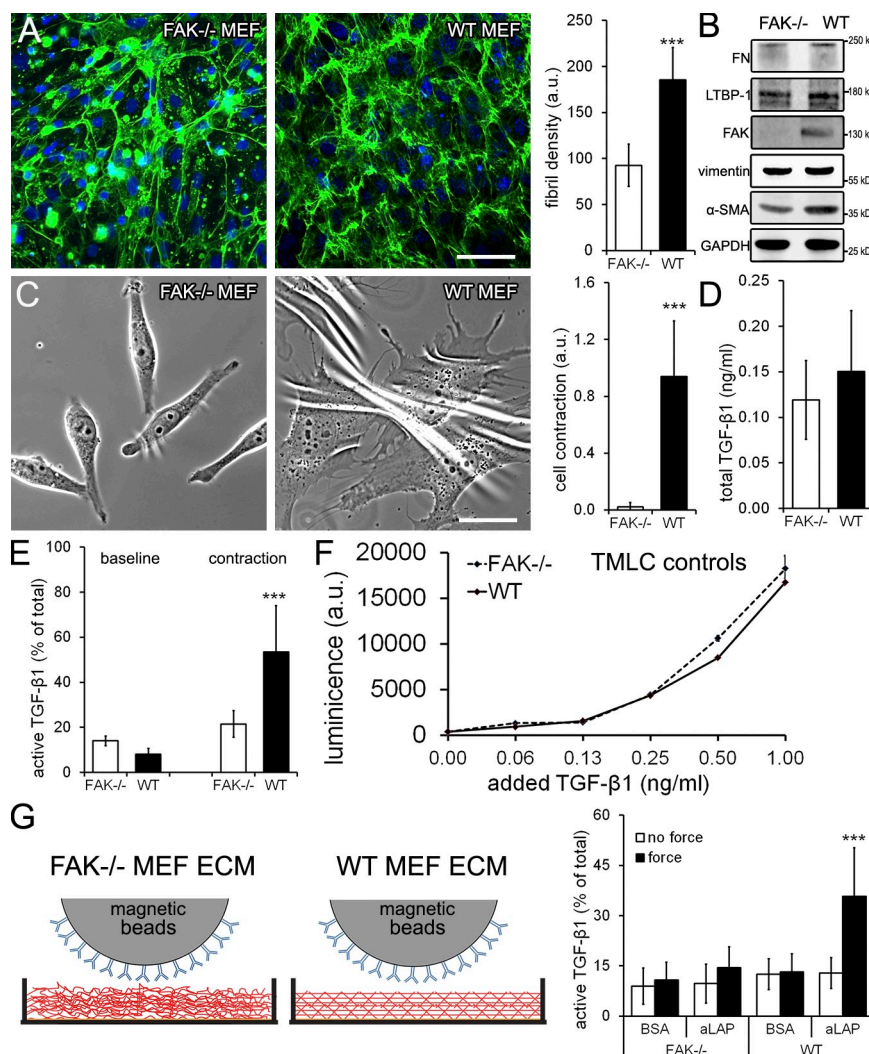 A
FAK-/- MEF
WT MEF
fibril density (a.u.)
250
200
150
100
50
0
***
FAK-/- WT
B
FAK-/- WT
FN
250 k
LTBP-1
180 k
FAK
130 k
vimentin
55 kD
α-SMA
35 kD
GAPDH
25 kD
C
FAK-/- MEF
WT MEF
cell contraction (a.u.)
1.6
1.2
0.8
0.4
0.0
***
FAK-/- WT
D
total TGF-β1 (ng/ml)
0.25
0.20
0.15
0.10
0.05
0.00
FAK-/- WT
E
active TGF-β1 (% of total)
100
80
60
40
20
0
baseline
contraction
***
FAK-/- WT
FAK-/- WT
F
luminicence (a.u.)
20000
15000
10000
5000
0
FAK-/-
WT
TMLC controls
0.00 0.06 0.13 0.25 0.50 1.00
added TGF-β1 (ng/ml)
G
FAK-/- MEF ECM
magnetic
beads
WT MEF ECM
magnetic
beads
active TGF-β1 (% of total)
60
45
30
15
0
no force
force
***
BSA aLAP BSA aLAP
FAK-/- WT